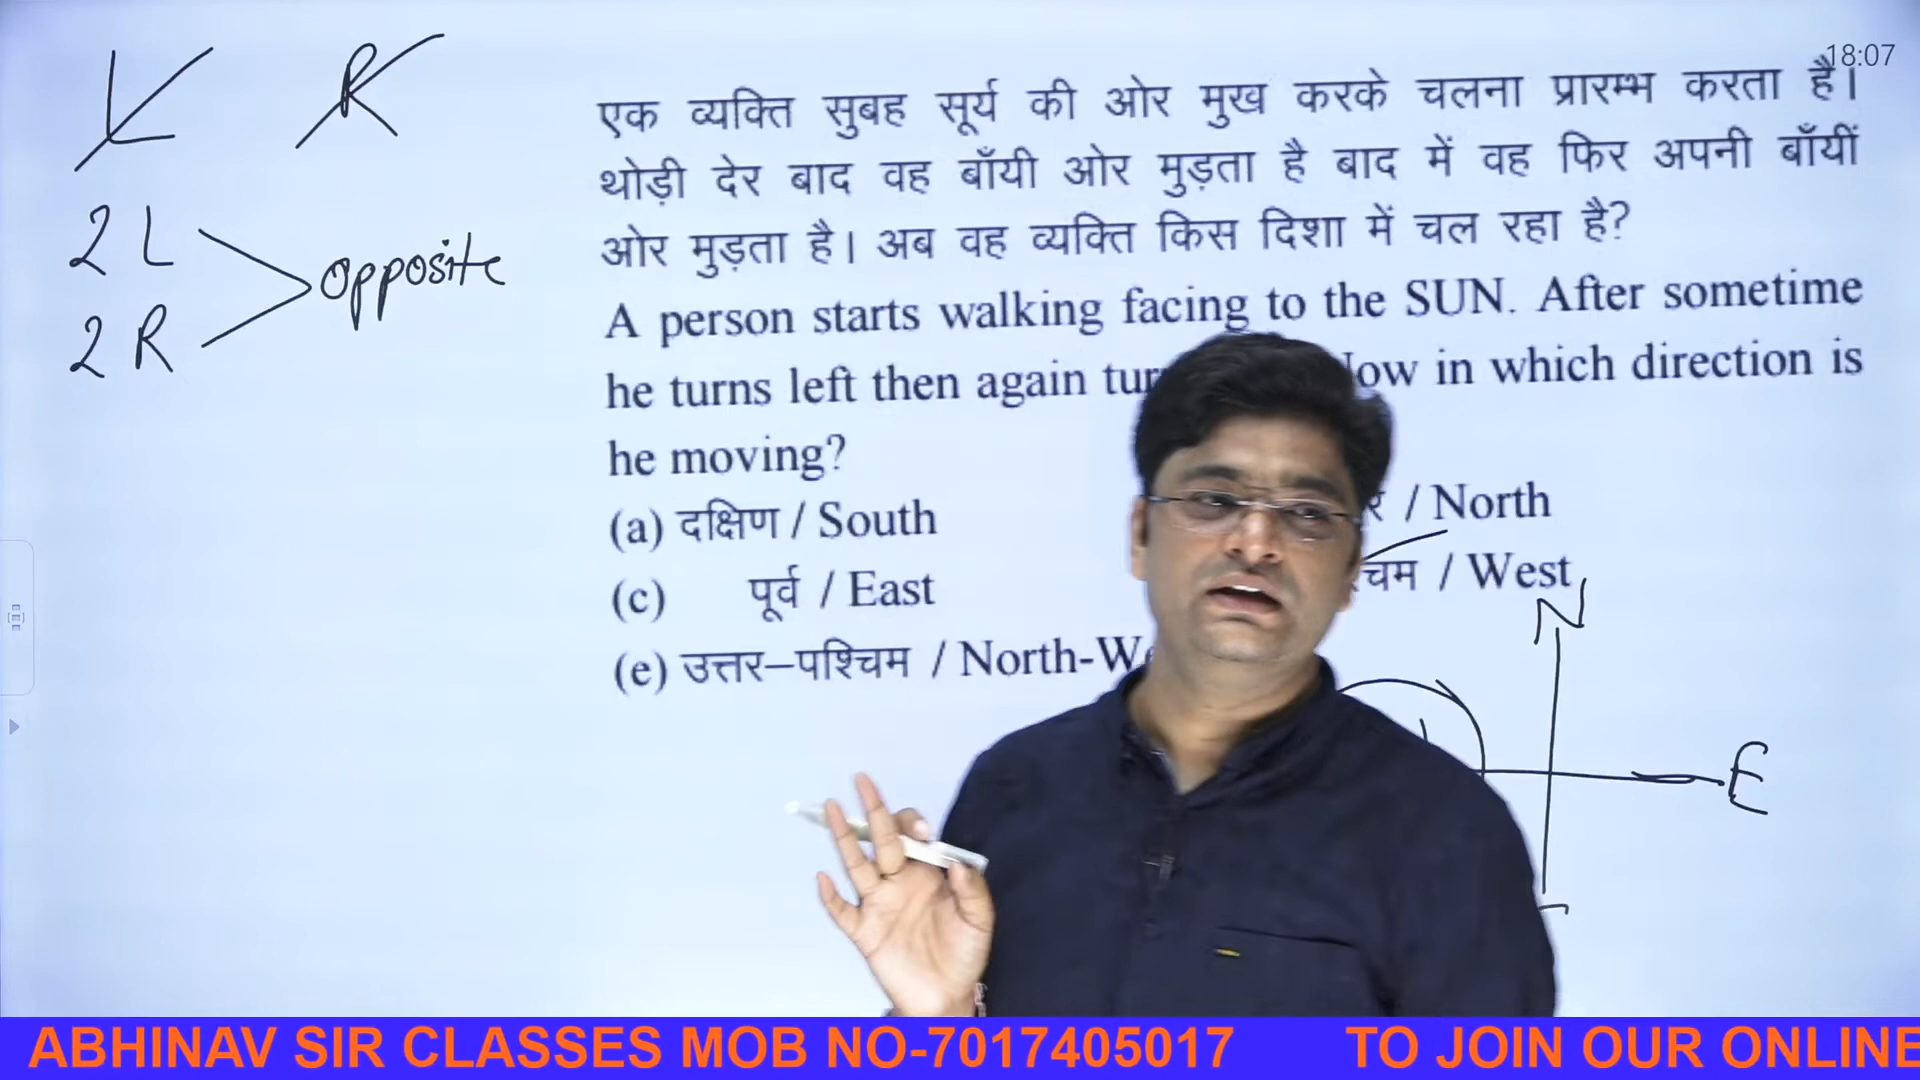 L R
18:07
2 L
2 R
opposite
एक व्यक्ति सुबह सूर्य की ओर मुख करके चलना प्रारम्भ करता है।
थोड़ी देर बाद वह बाँयी ओर मुड़ता है बाद में वह फिर अपनी बाँयीं
ओर मुड़ता है। अब वह व्यक्ति किस दिशा में चल रहा है?
A person starts walking facing to the SUN. After sometime
he turns left then again in which direction is
he moving?
(a) दक्षिण / South / North
(c) पूर्व / East / West
(e) उत्तर–पश्चिम /
N
E
ABHINAV SIR CLASSES MOB NO-7017405017 TO JOIN OUR ONLINE